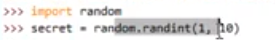 >>> import random
>>> secret = random.randint(1, 10)